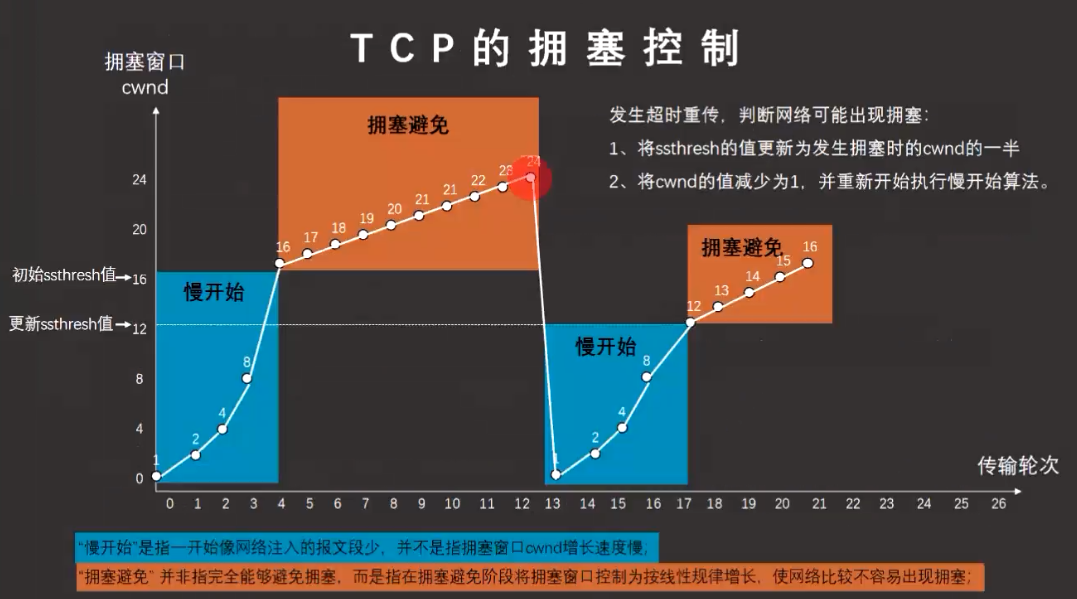 TCP的拥塞控制
拥塞窗口
cwnd
发生超时重传，判断网络可能出现拥塞：
1、将ssthresh的值更新为发生拥塞时的cwnd的一半
2、将cwnd的值减少为1，并重新开始执行慢开始算法。
拥塞避免
24
20
初始ssthresh值
16
更新ssthresh值
12
8
4
0
慢开始
1
2
4
8
16
17
18
19
20
21
21
22
23
24
慢开始
1
2
4
8
拥塞避免
12
13
14
15
16
0 1 2 3 4 5 6 7 8 9 10 11 12 13 14 15 16 17 18 19 20 21 22 23 24 25 26
传输轮次
“慢开始”是指一开始像网络注入的报文段少，并不是指拥塞窗口cwnd增长速度慢;
“拥塞避免” 并非指完全能够避免拥塞，而是指在拥塞避免阶段将拥塞窗口控制为按线性规律增长，使网络比较不容易出现拥塞;